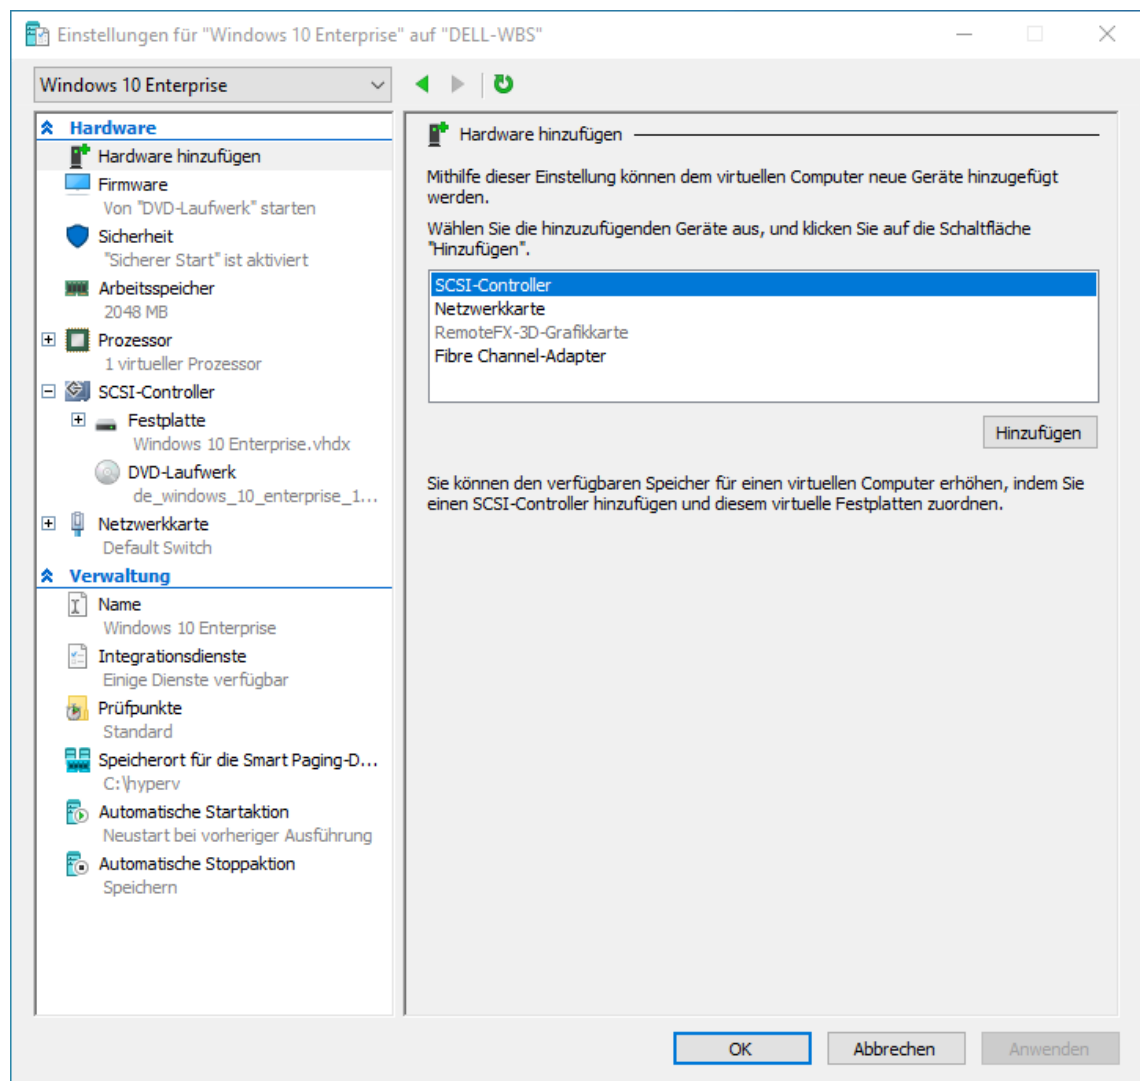 Einstellungen für "Windows 10 Enterprise" auf "DELL-WBS"
Windows 10 Enterprise
Hardware
Hardware hinzufügen
Firmware
Von "DVD-Laufwerk" starten
Sicherheit
"Sicherer Start" ist aktiviert
Arbeitsspeicher
2048 MB
Prozessor
1 virtueller Prozessor
SCSI-Controller
Festplatte
Windows 10 Enterprise.vhdx
DVD-Laufwerk
de_windows_10_enterprise_1...
Netzwerkkarte
Default Switch
Verwaltung
Name
Windows 10 Enterprise
Integrationsdienste
Einige Dienste verfügbar
Prüfpunkte
Standard
Speicherort für die Smart Paging-D...
C:\hyperv
Automatische Startaktion
Neustart bei vorheriger Ausführung
Automatische Stoppaktion
Speichern
Hardware hinzufügen
Mithilfe dieser Einstellung können dem virtuellen Computer neue Geräte hinzugefügt
werden.
Wählen Sie die hinzuzufügenden Geräte aus, und klicken Sie auf die Schaltfläche
"Hinzufügen".
SCSI-Controller
Netzwerkkarte
RemoteFX-3D-Grafikkarte
Fibre Channel-Adapter
Hinzufügen
Sie können den verfügbaren Speicher für einen virtuellen Computer erhöhen, indem Sie
einen SCSI-Controller hinzufügen und diesem virtuelle Festplatten zuordnen.
OK
Abbrechen
Anwenden